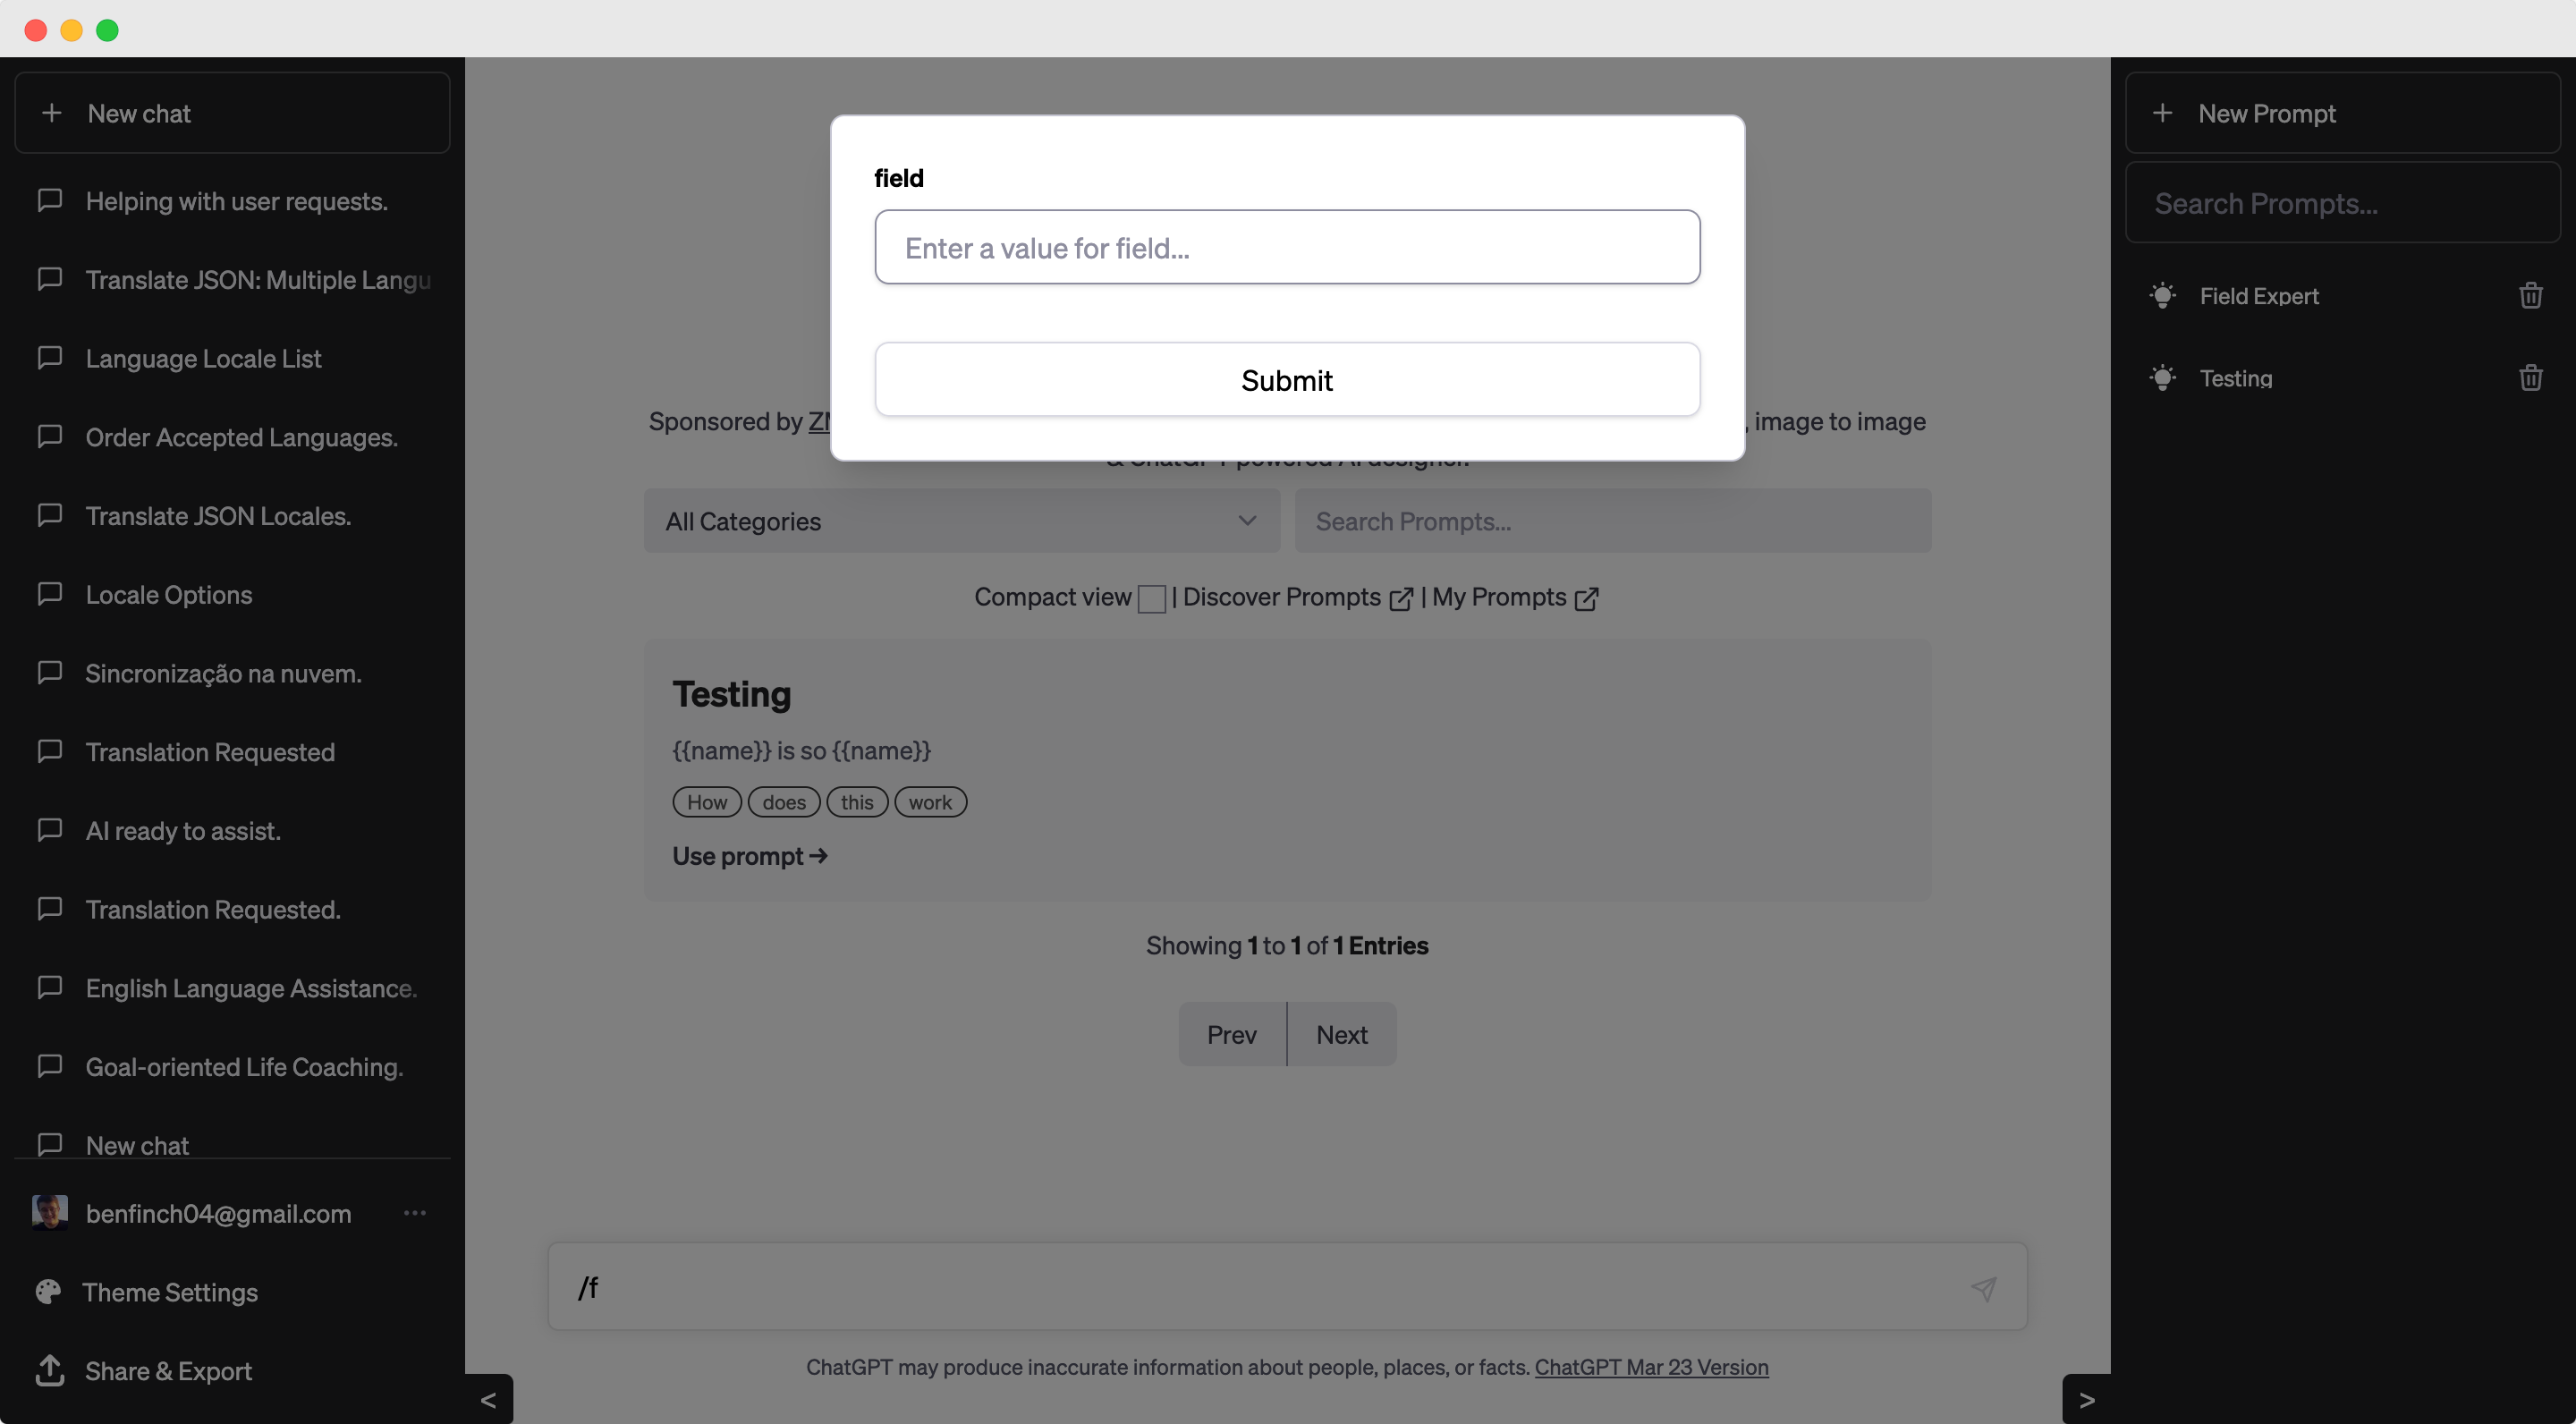 New chat
Helping with user requests.
Translate JSON: Multiple Langu
Language Locale List
Order Accepted Languages.
Translate JSON Locales.
Locale Options
Sincronização na nuvem.
Translation Requested
AI ready to assist.
Translation Requested.
English Language Assistance.
Goal-oriented Life Coaching.
New chat
benfinch04@gmail.com
Theme Settings
Share & Export
<
field
Enter a value for field...
Submit
Sponsored by
, image to image
& ChatGPT powered AI designer.
All Categories
Search Prompts...
Compact view | Discover Prompts | My Prompts
Testing
{{name}} is so {{name}}
How does this work
Use prompt →
Showing 1 to 1 of 1 Entries
Prev Next
/f
ChatGPT may produce inaccurate information about people, places, or facts. ChatGPT Mar 23 Version
New Prompt
Search Prompts...
Field Expert
Testing
>